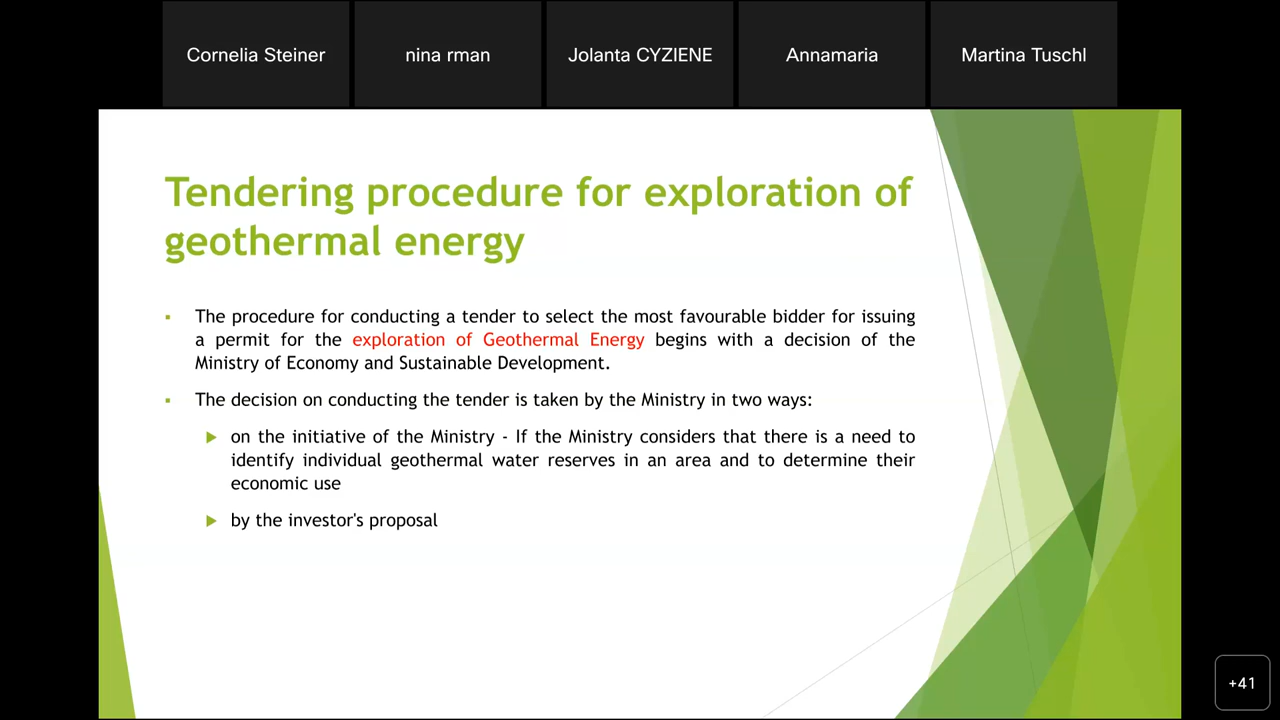 Cornelia Steiner
nina rman
Jolanta CYZIENE
Annamaria
Martina Tuschl
Tendering procedure for exploration of
geothermal energy
The procedure for conducting a tender to select the most favourable bidder for issuing
a permit for the exploration of Geothermal Energy begins with a decision of the
Ministry of Economy and Sustainable Development.
The decision on conducting the tender is taken by the Ministry in two ways:
on the initiative of the Ministry - If the Ministry considers that there is a need to
identify individual geothermal water reserves in an area and to determine their
economic use
by the investor's proposal
+41